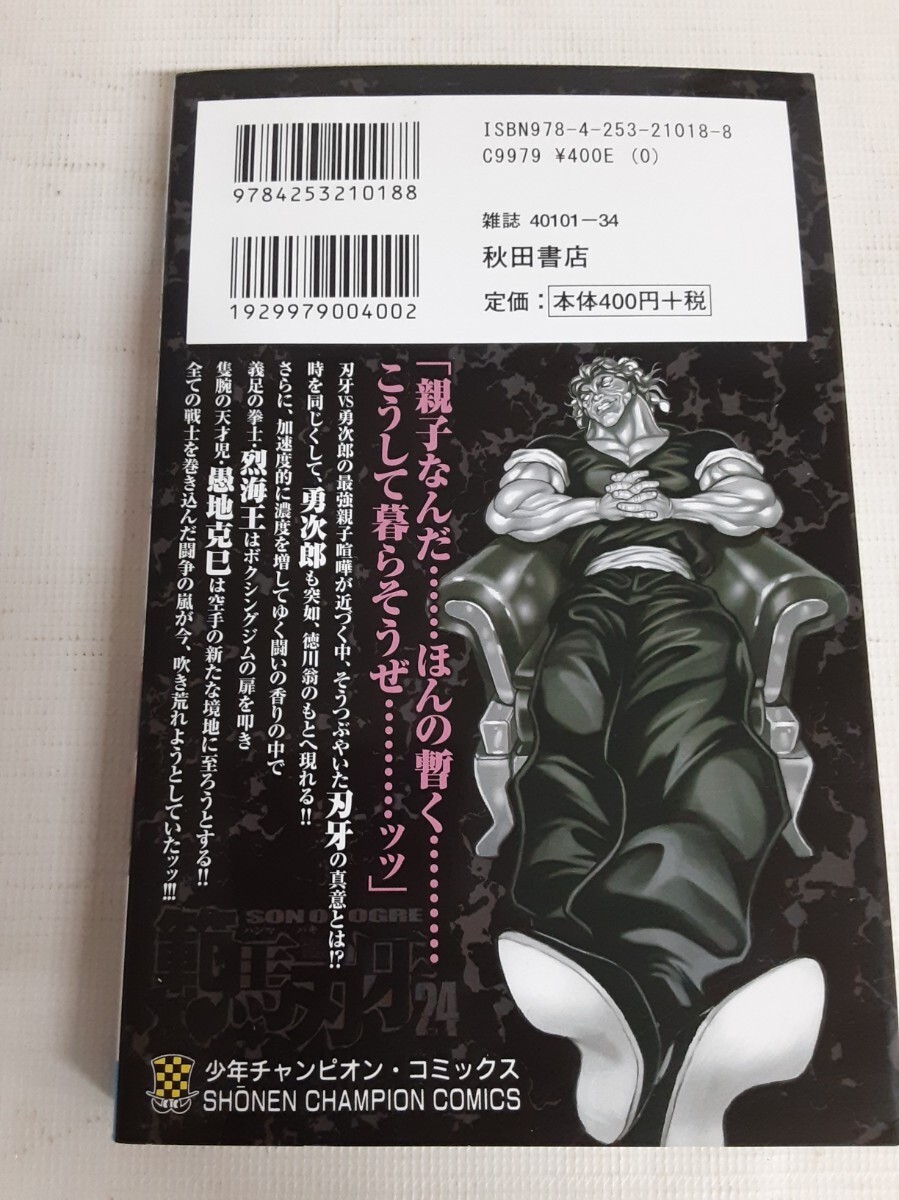 ISBN978-4-253-21018-8
C9979 ¥400E (0)
9784253210188
雑誌 40101-34
秋田書店
1929979004002
定価：本体400円+税
「親子なんだ……ほんの暫く………
こうして暮らそうぜ…………ッッ」
刃牙VS勇次郎の最強親子喧嘩が近づく中、そうつぶやいた刃牙の真意とは!?
時を同じくして、勇次郎も突如、徳川翁のもとへ現れる!!
さらに、加速度的に濃度を増してゆく闘いの香りの中で
義足の拳士・烈海王はボクシングジムの扉を叩き
隻腕の天才児・愚地克巳は空手の新たな境地に至ろうとする!!
全ての戦士を巻き込んだ闘争の嵐が今、吹き荒れようとしていたッッ!!!
SON OF OGRE
ハンマ バキ
範馬刃牙
24
少年チャンピオン・コミックス
SHŌNEN CHAMPION COMICS